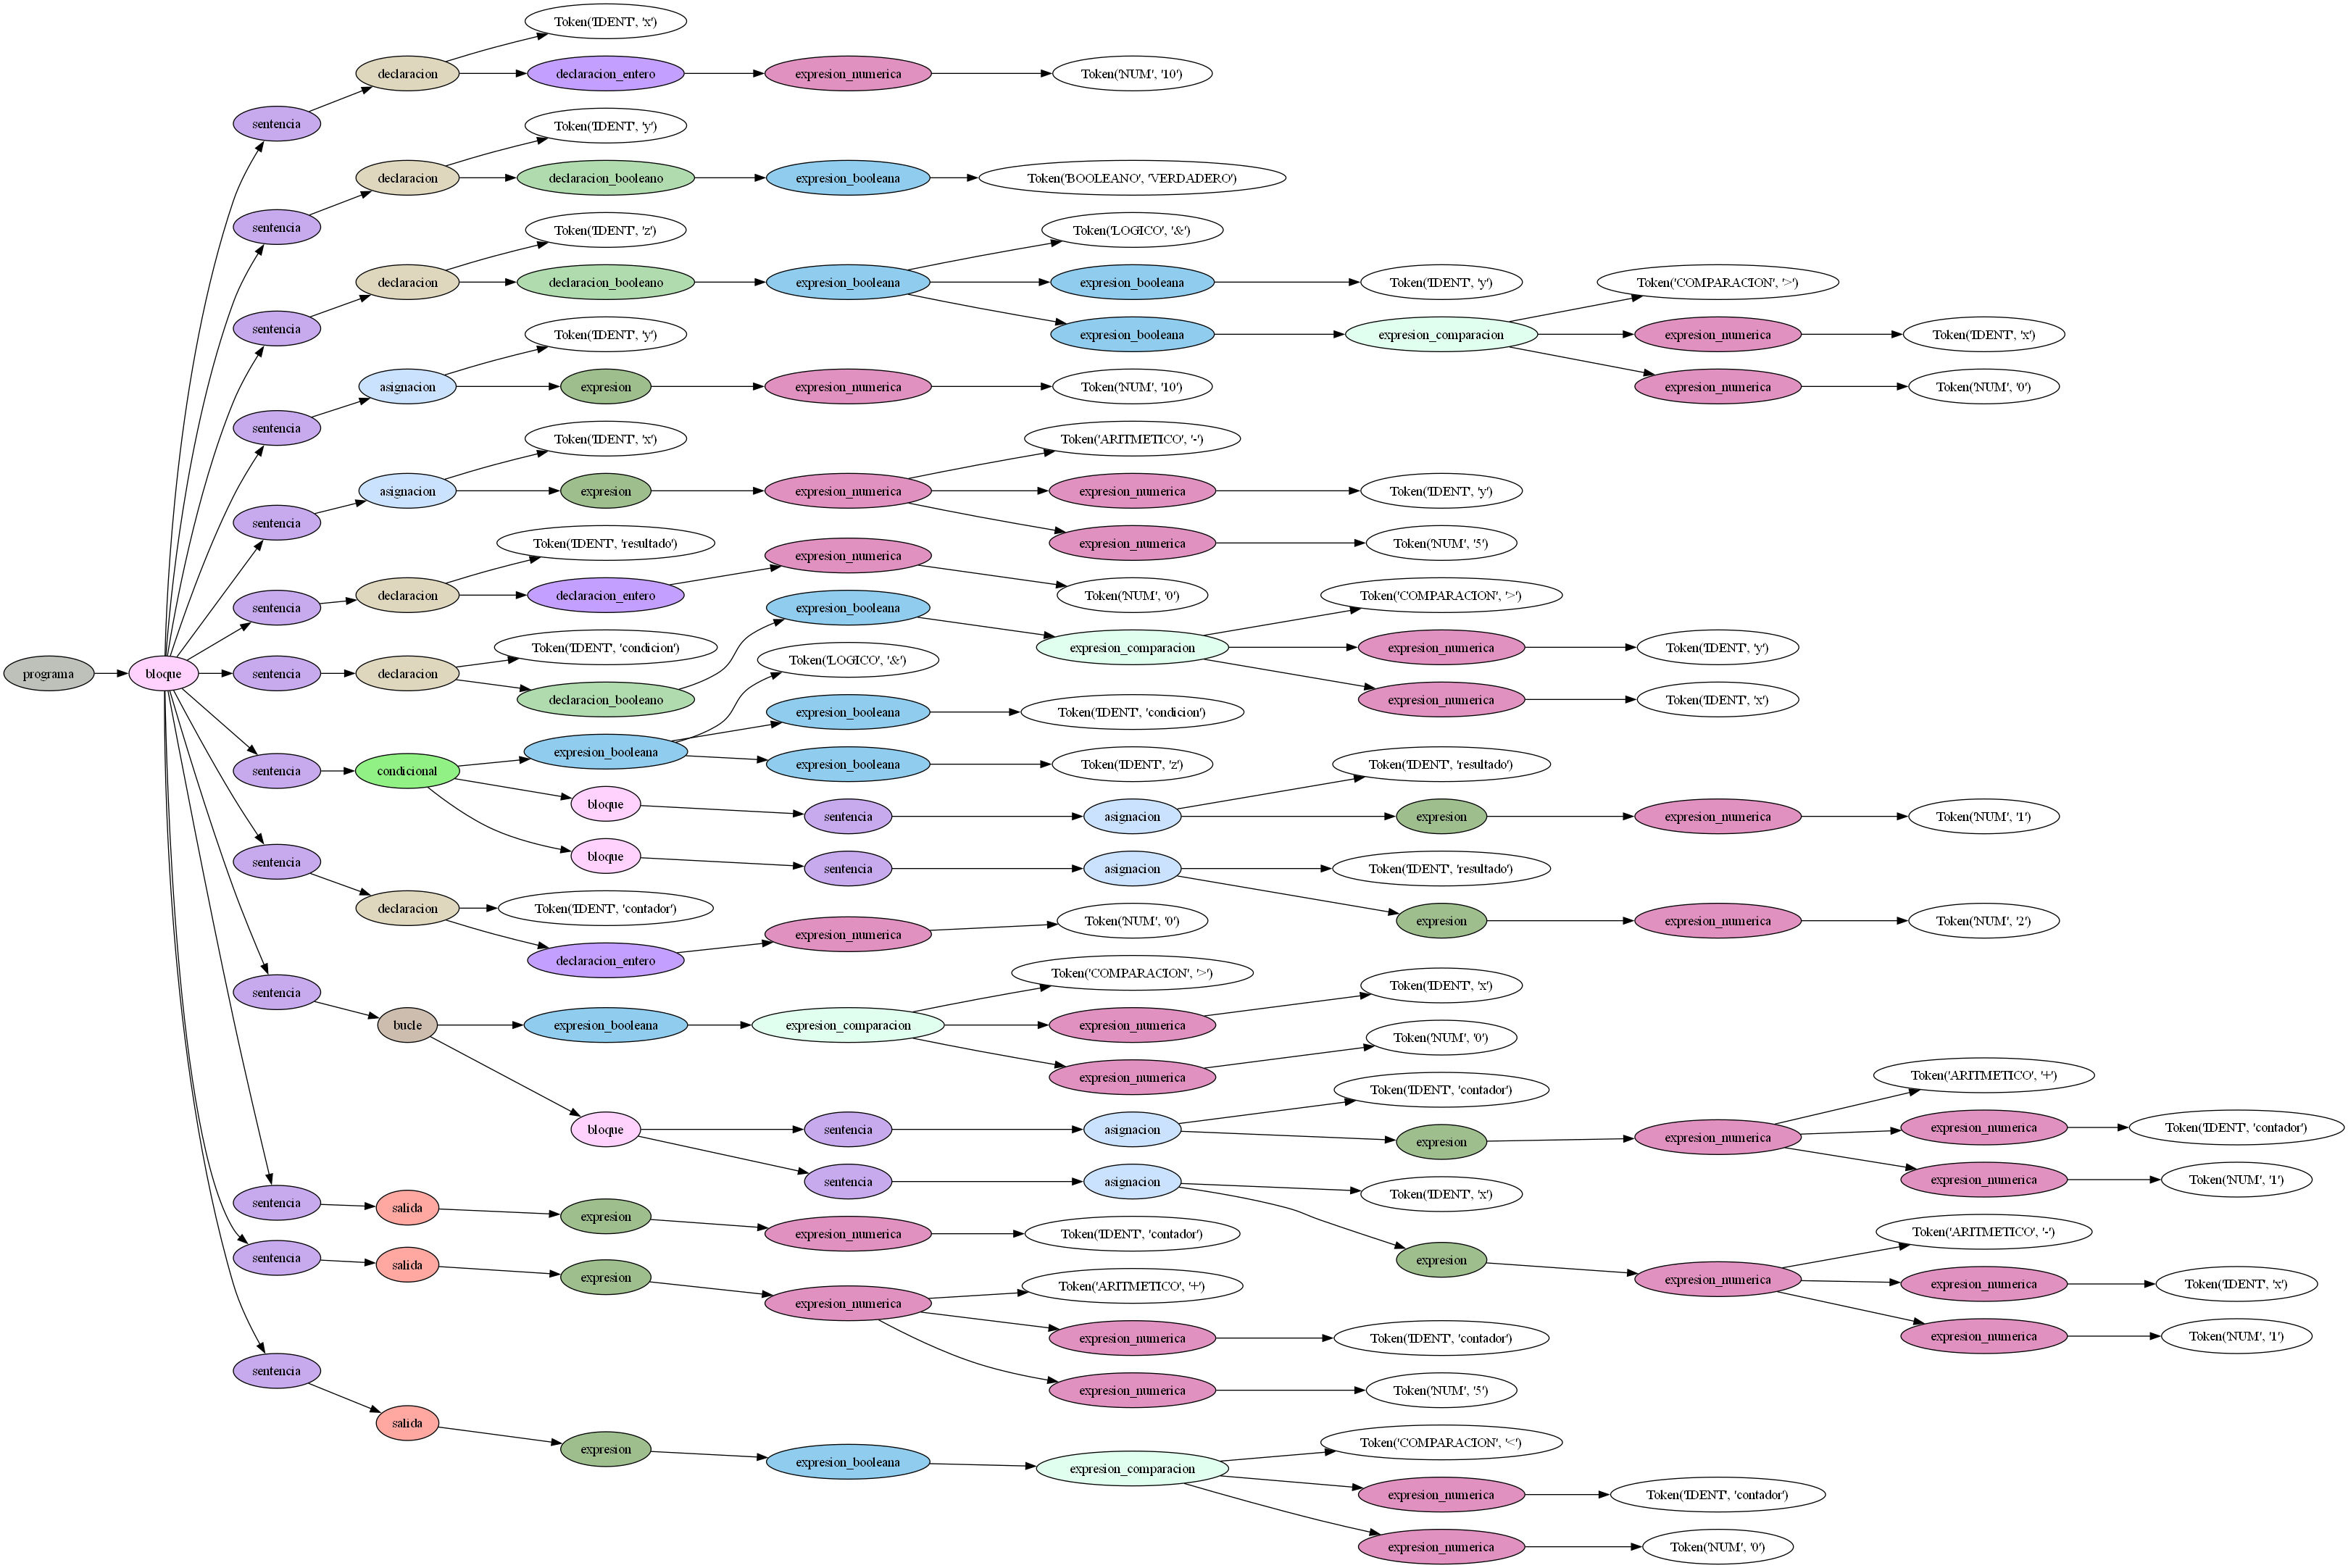 programa
bloque
sentencia
declaracion
Token('IDENT', 'x')
declaracion_entero
expresion_numerica
Token('NUM', '10')
sentencia
declaracion
Token('IDENT', 'y')
declaracion_booleano
expresion_booleana
Token('BOOLEANO', 'VERDADERO')
sentencia
declaracion
Token('IDENT', 'z')
declaracion_booleano
expresion_booleana
Token('LOGICO', '&')
expresion_booleana
Token('IDENT', 'y')
expresion_booleana
expresion_comparacion
Token('COMPARACION', '>')
expresion_numerica
Token('IDENT', 'x')
expresion_numerica
Token('NUM', '0')
sentencia
asignacion
Token('IDENT', 'y')
expresion
expresion_numerica
Token('NUM', '10')
sentencia
asignacion
Token('IDENT', 'x')
expresion
expresion_numerica
Token('ARITMETICO', '-')
expresion_numerica
Token('IDENT', 'y')
expresion_numerica
Token('NUM', '5')
sentencia
declaracion
Token('IDENT', 'resultado')
declaracion_entero
expresion_numerica
Token('NUM', '0')
sentencia
declaracion
Token('IDENT', 'condicion')
declaracion_booleano
expresion_booleana
expresion_comparacion
Token('COMPARACION', '>')
expresion_numerica
Token('IDENT', 'y')
expresion_numerica
Token('IDENT', 'x')
sentencia
condicional
expresion_booleana
Token('LOGICO', '&')
expresion_booleana
Token('IDENT', 'condicion')
expresion_booleana
Token('IDENT', 'z')
bloque
sentencia
asignacion
Token('IDENT', 'resultado')
expresion
expresion_numerica
Token('NUM', '1')
bloque
sentencia
asignacion
Token('IDENT', 'resultado')
expresion
expresion_numerica
Token('NUM', '2')
sentencia
declaracion
Token('IDENT', 'contador')
declaracion_entero
expresion_numerica
Token('NUM', '0')
sentencia
bucle
expresion_booleana
expresion_comparacion
Token('COMPARACION', '>')
expresion_numerica
Token('IDENT', 'x')
expresion_numerica
Token('NUM', '0')
bloque
sentencia
asignacion
Token('IDENT', 'contador')
expresion
expresion_numerica
Token('ARITMETICO', '+')
expresion_numerica
Token('IDENT', 'contador')
expresion_numerica
Token('NUM', '1')
sentencia
asignacion
Token('IDENT', 'x')
expresion
expresion_numerica
Token('ARITMETICO', '-')
expresion_numerica
Token('IDENT', 'x')
expresion_numerica
Token('NUM', '1')
sentencia
salida
expresion
expresion_numerica
Token('IDENT', 'contador')
sentencia
salida
expresion
expresion_numerica
Token('ARITMETICO', '+')
expresion_numerica
Token('IDENT', 'contador')
expresion_numerica
Token('NUM', '5')
sentencia
salida
expresion
expresion_booleana
expresion_comparacion
Token('COMPARACION', '<')
expresion_numerica
Token('IDENT', 'contador')
expresion_numerica
Token('NUM', '0')